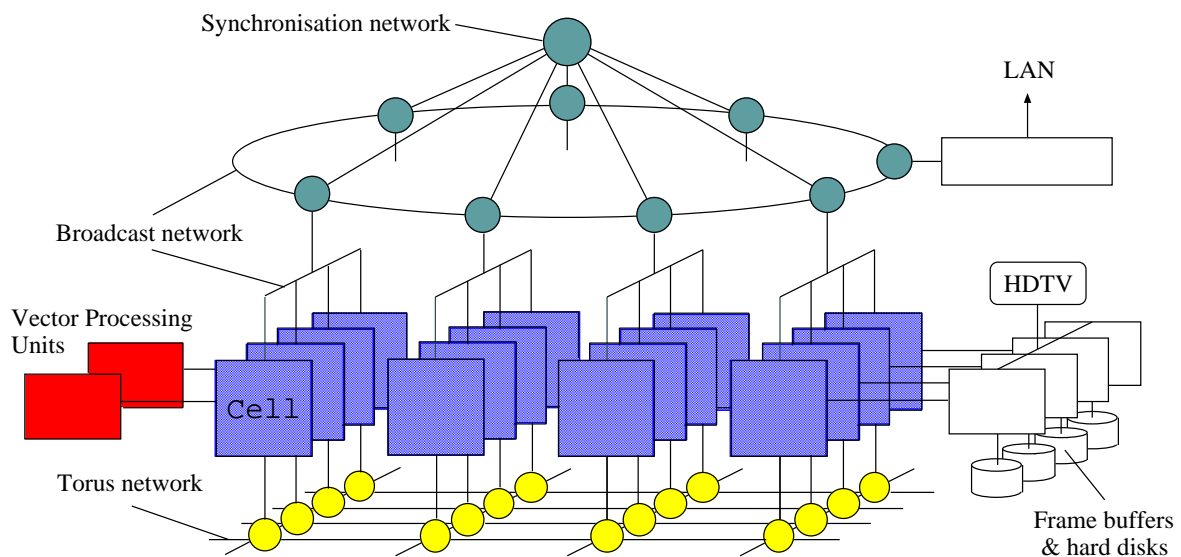 Synchronisation network
LAN
Broadcast network
HDTV
Vector Processing
Units
Cell
Torus network
Frame buffers
& hard disks